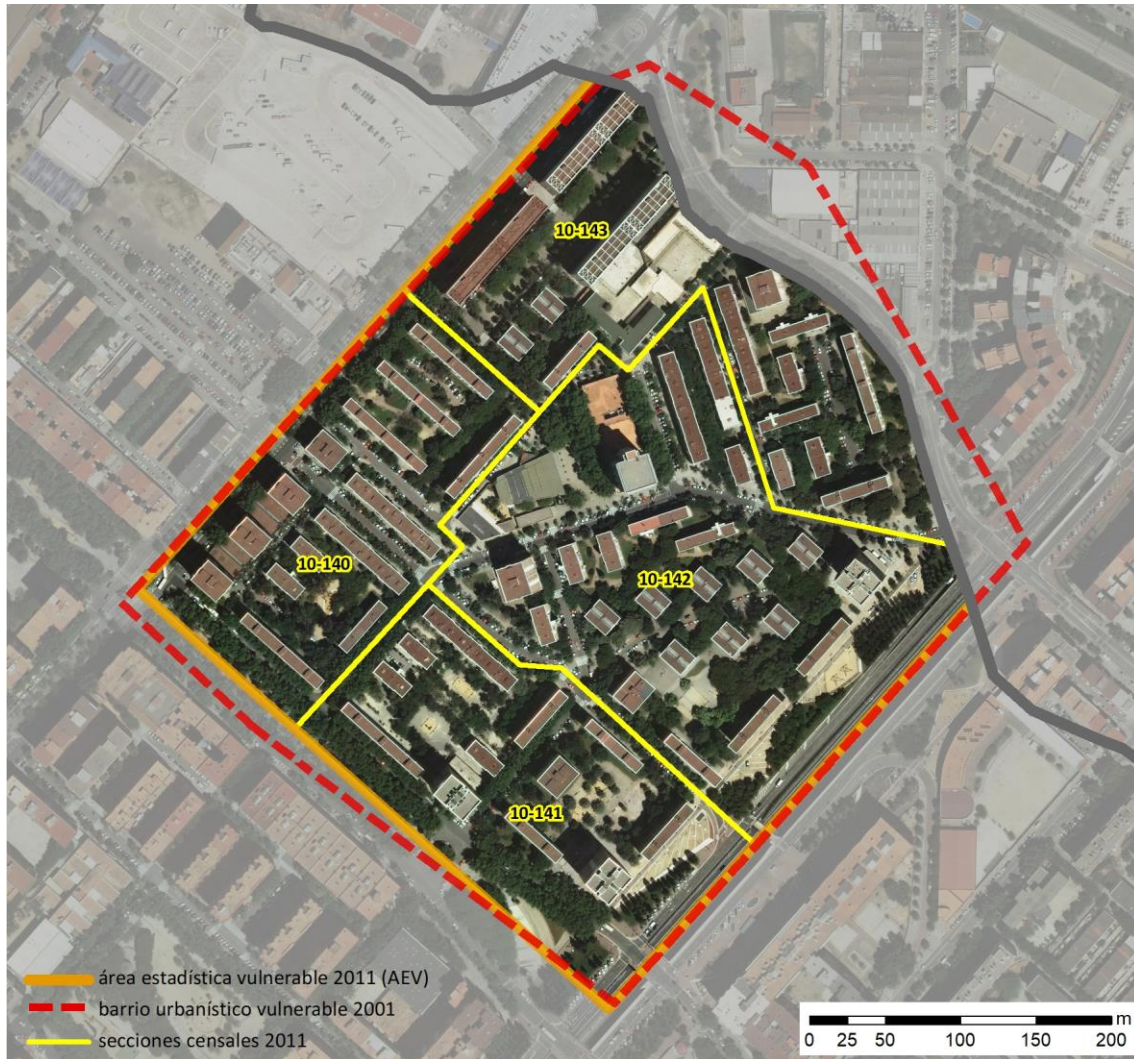 10-143
10-140
10-142
10-141
área estadística vulnerable 2011 (AEV)
barrio urbanístico vulnerable 2001
secciones censales 2011
m
0 25 50 100 150 200